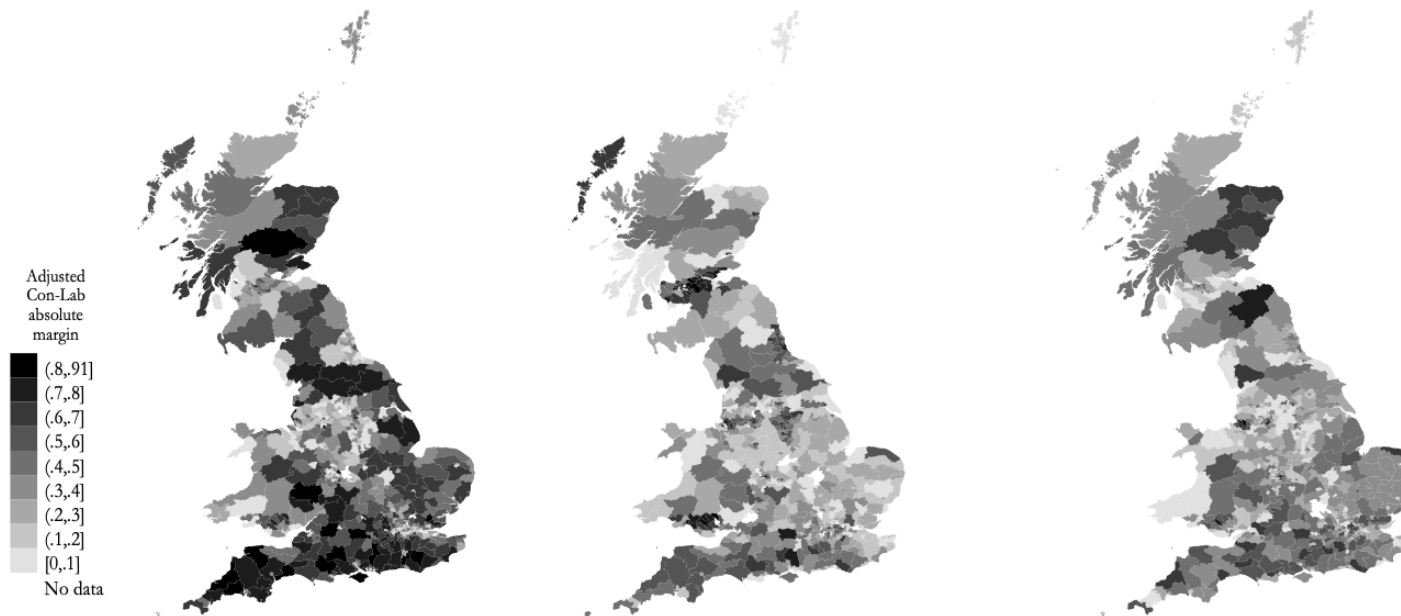 Adjusted
Con-Lab
absolute
margin
(.8,.91]
(.7,.8]
(.6,.7]
(.5,.6]
(.4,.5]
(.3,.4]
(.2,.3]
(.1,.2]
[0,.1]
No data